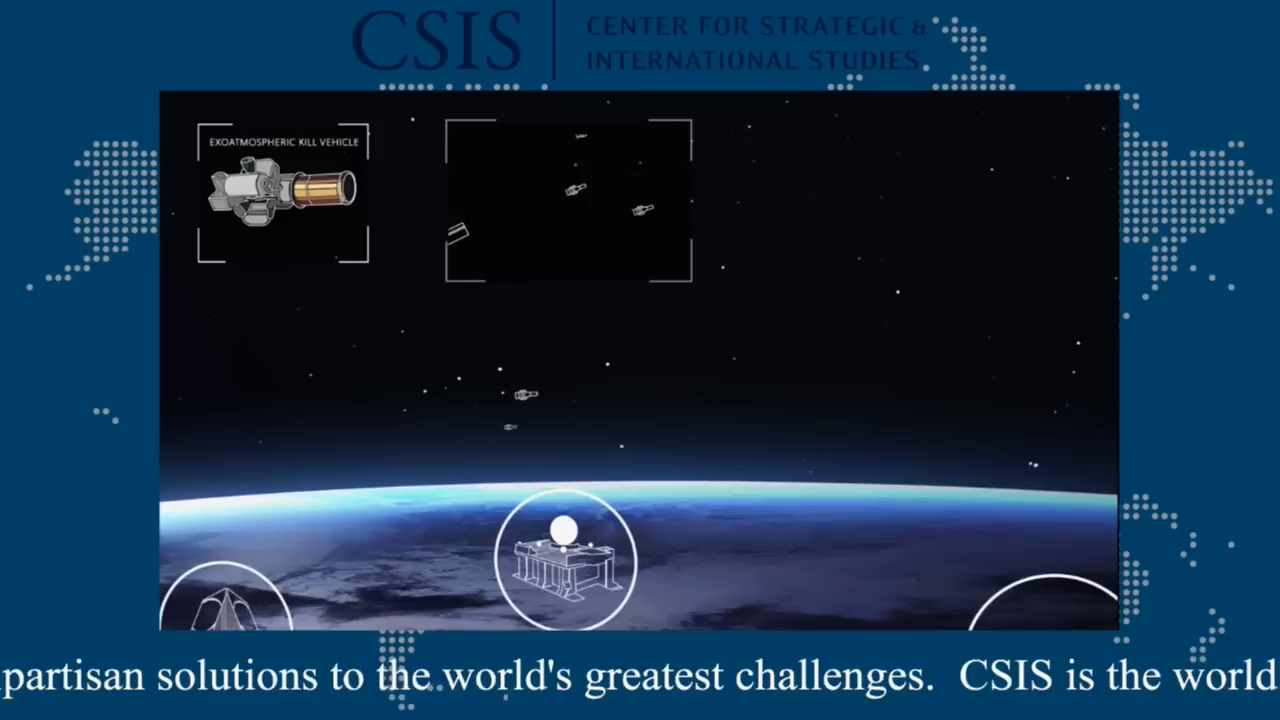 CSIS
CENTER FOR STRATEGIC &
INTERNATIONAL STUDIES
EXOATMOSPHERIC KILL VEHICLE
partisan solutions to the world's greatest challenges. CSIS is the world